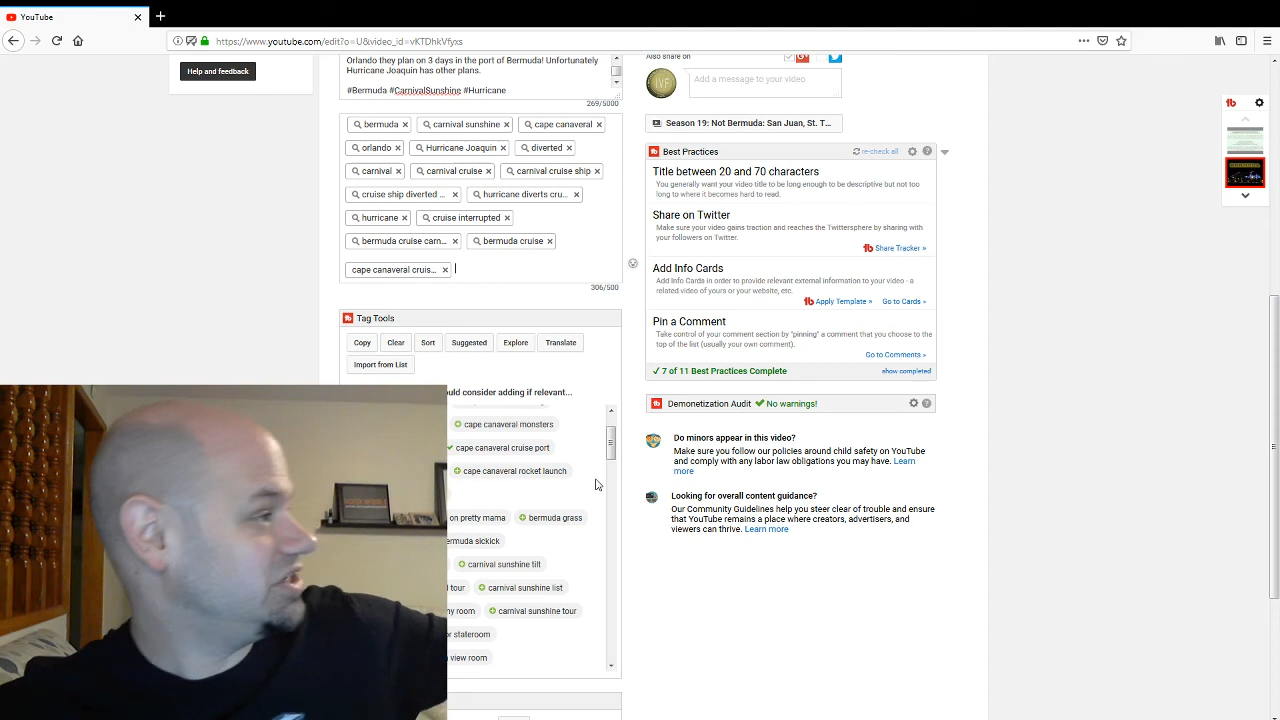 YouTube
https://www.youtube.com/edit?o=U&video_id=vKTDhkVfyxs
Help and feedback
Orlando they plan on 3 days in the port of Bermuda! Unfortunately
Hurricane Joaquin has other plans.
#Bermuda #CarnivalSunshine #Hurricane
269/5000
bermuda carnival sunshine cape canaveral
orlando Hurricane Joaquin diverted
carnival carnival cruise carnival cruise ship
cruise ship diverted ... hurricane diverts cru...
hurricane cruise interrupted
bermuda cruise carn... bermuda cruise
cape canaveral cruis...
306/500
Tag Tools
Copy Clear Sort Suggested Explore Translate
Import from List
uld consider adding if relevant...
cape canaveral monsters
cape canaveral cruise port
cape canaveral rocket launch
on pretty mama bermuda grass
rmuda sickick
carnival sunshine tilt
l tour carnival sunshine list
ny room carnival sunshine tour
or stateroom
n view room
Also share on
IVF
Add a message to your video
Season 19: Not Bermuda: San Juan, St. T...
Best Practices re-check all
Title between 20 and 70 characters
You generally want your video title to be long enough to be descriptive but not too
long to where it becomes hard to read.
Share on Twitter
Make sure your video gains traction and reaches the Twittersphere by sharing with
your followers on Twitter.
Share Tracker »
Add Info Cards
Add Info Cards in order to provide relevant external information to your video - a
related video of yours or your website, etc.
Apply Template » Go to Cards »
Pin a Comment
Take control of your comment section by "pinning" a comment that you choose to the
top of the list (usually your own comment).
Go to Comments »
7 of 11 Best Practices Complete show completed
Demonetization Audit No warnings!
Do minors appear in this video?
Make sure you follow our policies around child safety on YouTube
and comply with any labor law obligations you may have. Learn
more
Looking for overall content guidance?
Our Community Guidelines help you steer clear of trouble and ensure
that YouTube remains a place where creators, advertisers, and
viewers can thrive. Learn more